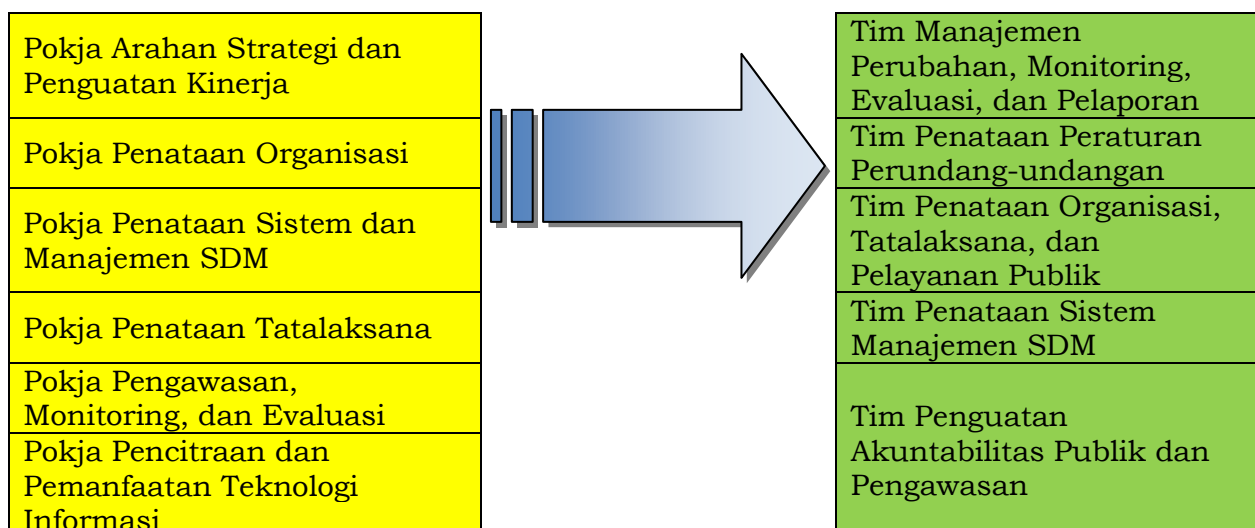 Pokja Arahan Strategi dan
Penguatan Kinerja
Pokja Penataan Organisasi
Pokja Penataan Sistem dan
Manajemen SDM
Pokja Penataan Tatalaksana
Pokja Pengawasan,
Monitoring, dan Evaluasi
Pokja Pencitraan dan
Pemanfaatan Teknologi
Informasi
Tim Manajemen
Perubahan, Monitoring,
Evaluasi, dan Pelaporan
Tim Penataan Peraturan
Perundang-undangan
Tim Penataan Organisasi,
Tatalaksana, dan
Pelayanan Publik
Tim Penataan Sistem
Manajemen SDM
Tim Penguatan
Akuntabilitas Publik dan
Pengawasan